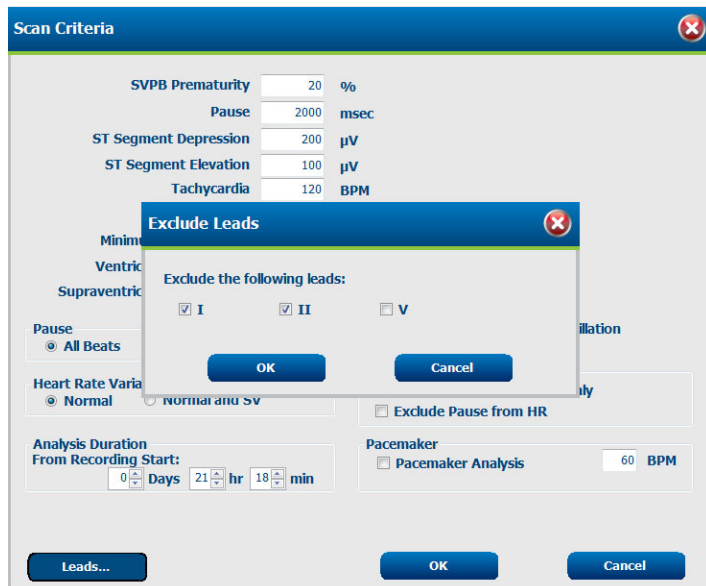 Scan Criteria
SVPB Prematurity 20 %
Pause 2000 msec
ST Segment Depression 200 µV
ST Segment Elevation 100 µV
Tachycardia 120 BPM
Exclude Leads
Exclude the following leads:
I II V
OK Cancel
Pause
All Beats
Heart Rate
Normal Normal and SV
Exclude Pause from HR
Analysis Duration
From Recording Start:
0 Days 21 hr 18 min
Pacemaker
Pacemaker Analysis 60 BPM
Leads... OK Cancel